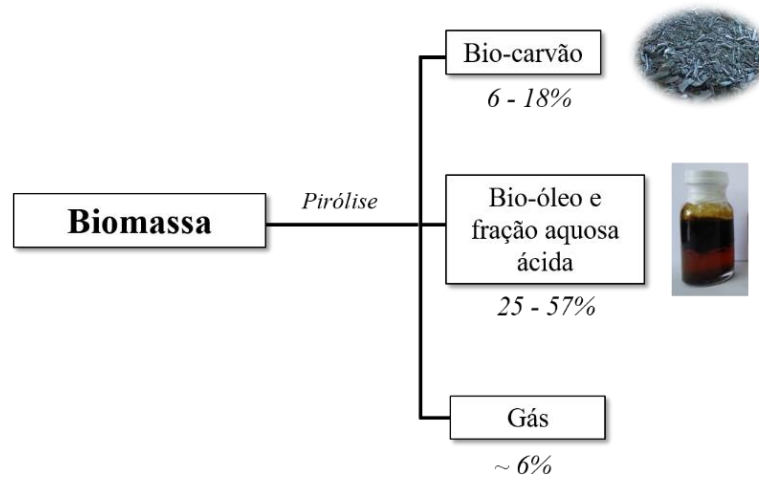 Bio-carvão
6 - 18%
Biomassa
Pirólise
Bio-óleo e
fração aquosa
ácida
25 - 57%
Gás
~ 6%